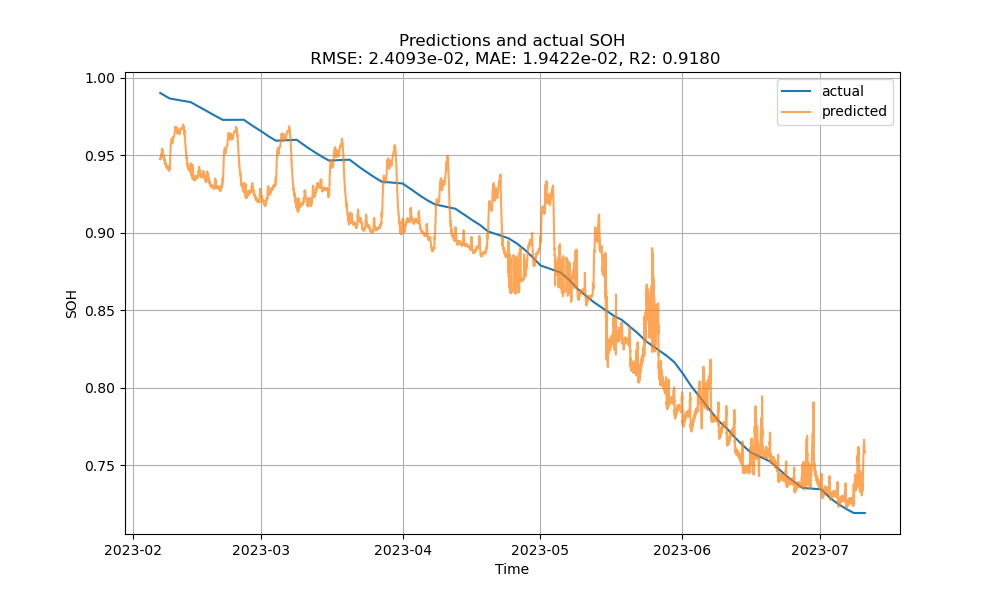 Predictions and actual SOH
RMSE: 2.4093e-02, MAE: 1.9422e-02, R2: 0.9180
actual
predicted
1.00
0.95
0.90
0.85
0.80
0.75
SOH
2023-02
2023-03
2023-04
2023-05
2023-06
2023-07
Time